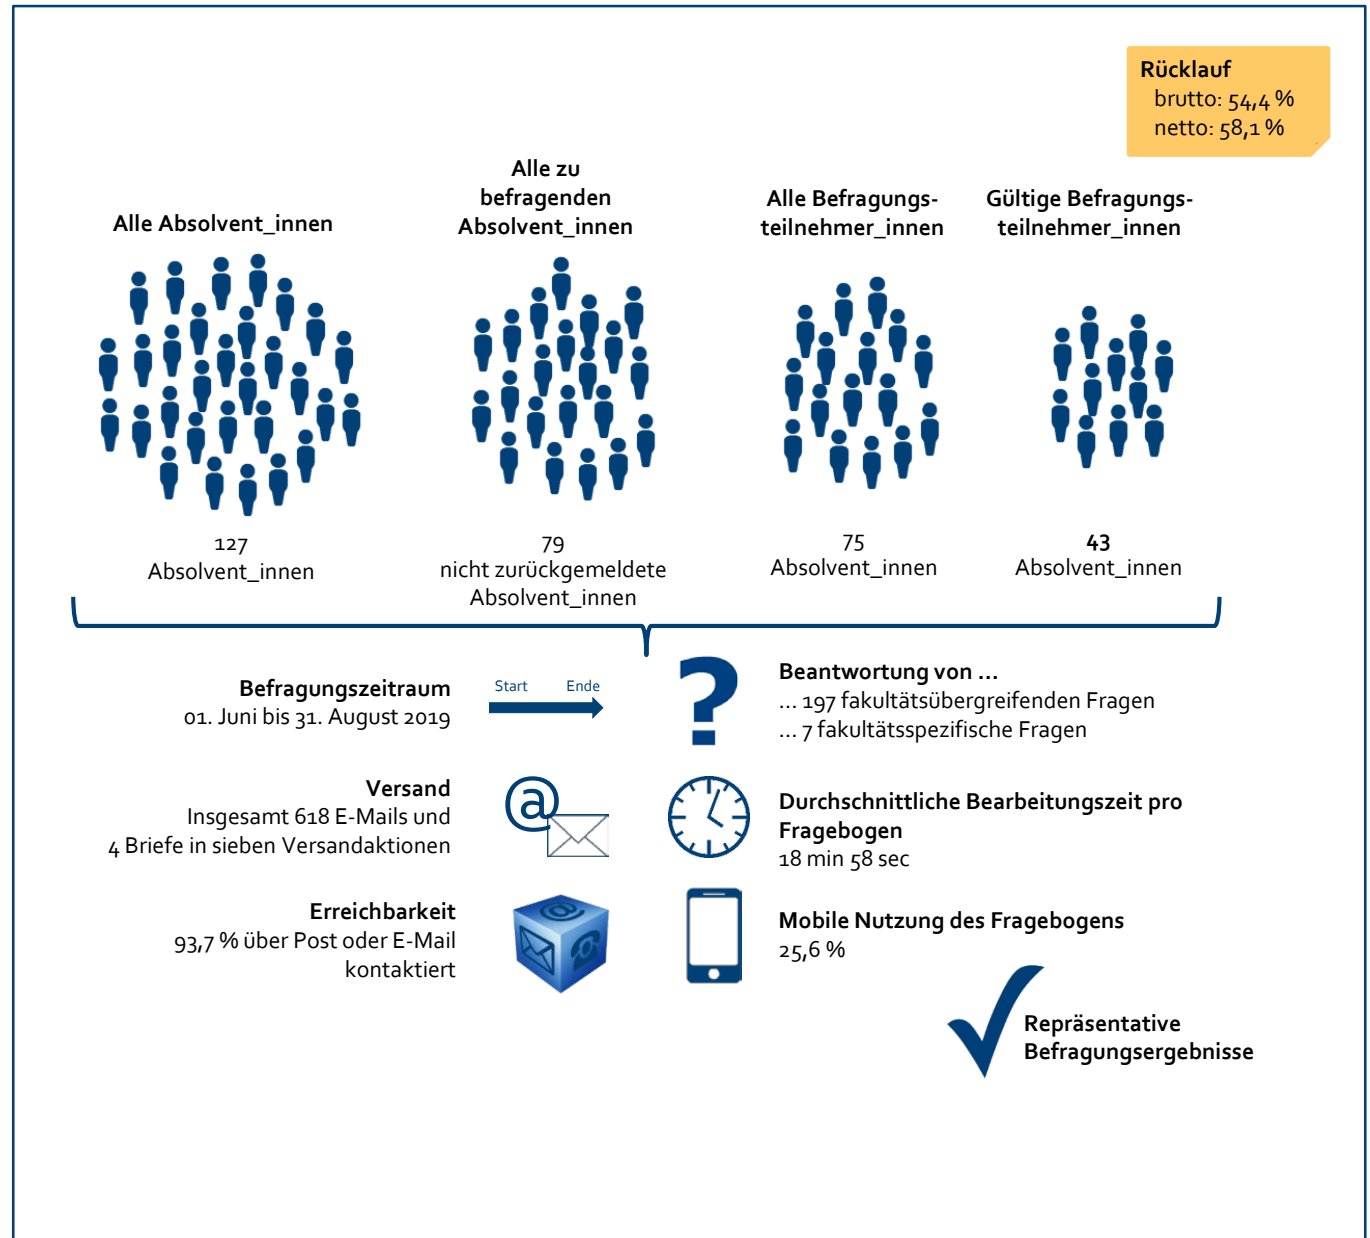 Rücklauf
brutto: 54,4 %
netto: 58,1 %
Alle Absolvent_innen
Alle zu
befragenden
Absolvent_innen
Alle Befragungs-
teilnehmer_innen
Gültige Befragungs-
teilnehmer_innen
127
Absolvent_innen
79
nicht zurückgemeldete
Absolvent_innen
75
Absolvent_innen
43
Absolvent_innen
Befragungszeitraum
01. Juni bis 31. August 2019
Start Ende
?
Beantwortung von ...
... 197 fakultätsübergreifenden Fragen
... 7 fakultätsspezifische Fragen
Versand
Insgesamt 618 E-Mails und
4 Briefe in sieben Versandaktionen
@
Durchschnittliche Bearbeitungszeit pro
Fragebogen
18 min 58 sec
Erreichbarkeit
93,7 % über Post oder E-Mail
kontaktiert
@
Mobile Nutzung des Fragebogens
25,6 %
Repräsentative
Befragungsergebnisse